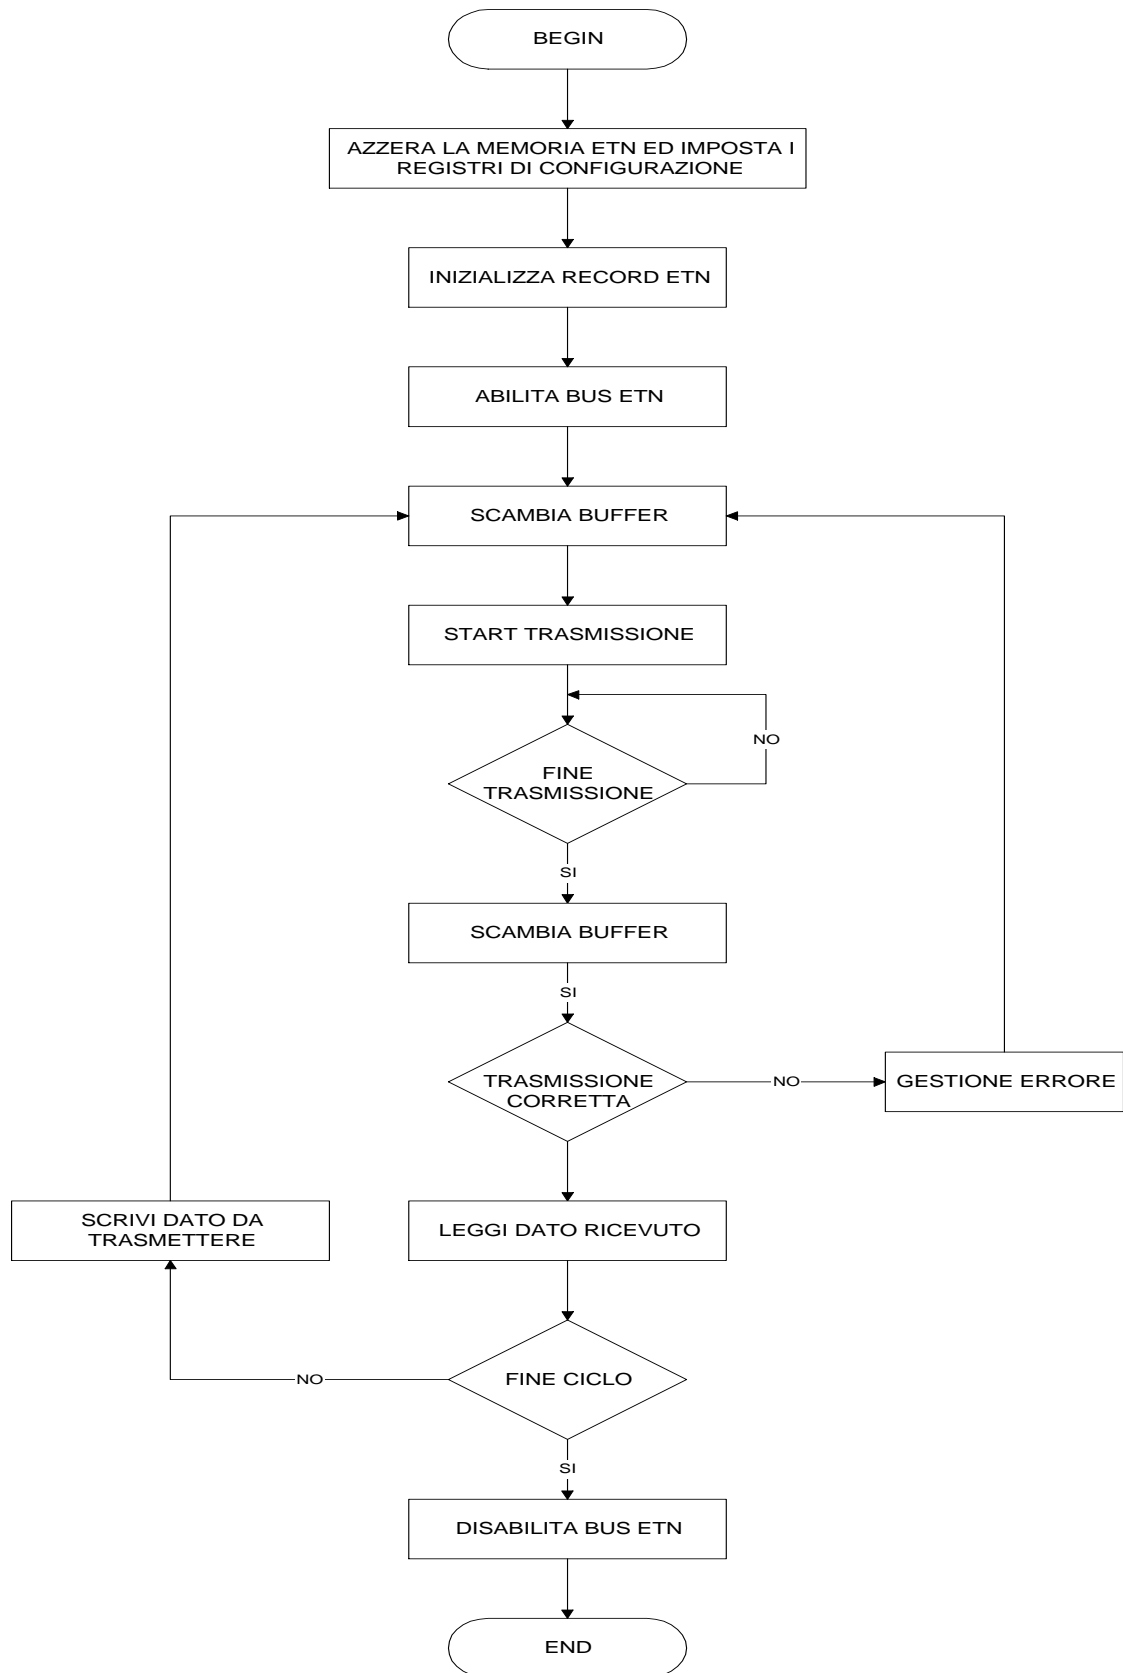 BEGIN
AZZERA LA MEMORIA ETN ED IMPOSTA I
REGISTRI DI CONFIGURAZIONE
INIZIALIZZA RECORD ETN
ABILITA BUS ETN
SCAMBIA BUFFER
START TRASMISSIONE
NO
FINE
TRASMISSIONE
SI
SCAMBIA BUFFER
SI
TRASMISSIONE
CORRETTA
NO
GESTIONE ERRORE
SCRIVI DATO DA
TRASMETTERE
LEGGI DATO RICEVUTO
NO
FINE CICLO
SI
DISABILITA BUS ETN
END